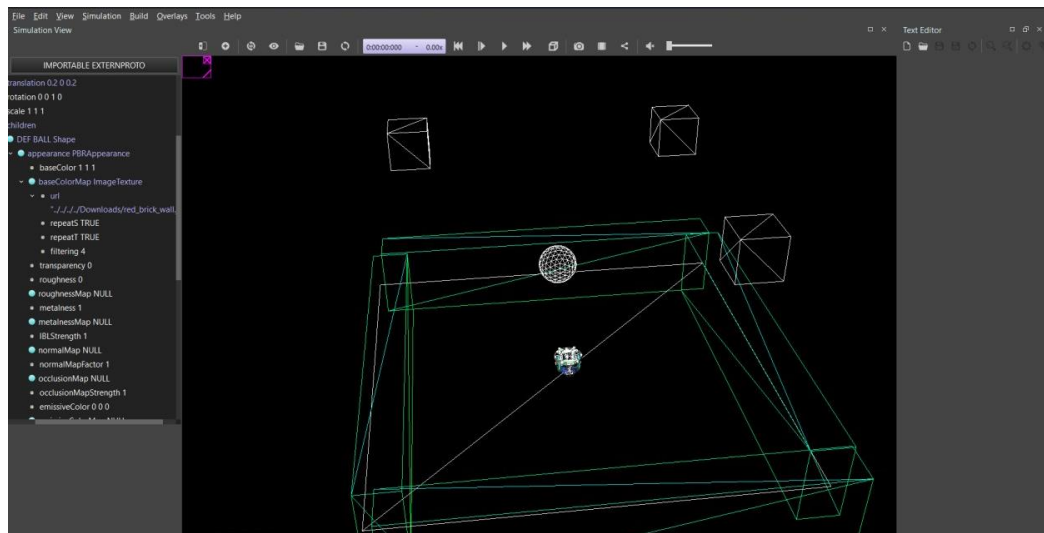 File Edit View Simulation Build Overlays Tools Help
Simulation View
Text Editor
0:00:00:000 - 0.00x
IMPORTABLE EXTERNPROTO
translation 0.2 0 0.2
rotation 0 0 1 0
scale 1 1 1
children
DEF BALL Shape
appearance PBRAppearance
baseColor 1 1 1
baseColorMap ImageTexture
url
"../../../../Downloads/red_brick_wall.
repeatS TRUE
repeatT TRUE
filtering 4
transparency 0
roughness 0
roughnessMap NULL
metalness 1
metalnessMap NULL
IBLStrength 1
normalMap NULL
normalMapFactor 1
occlusionMap NULL
occlusionMapStrength 1
emissiveColor 0 0 0